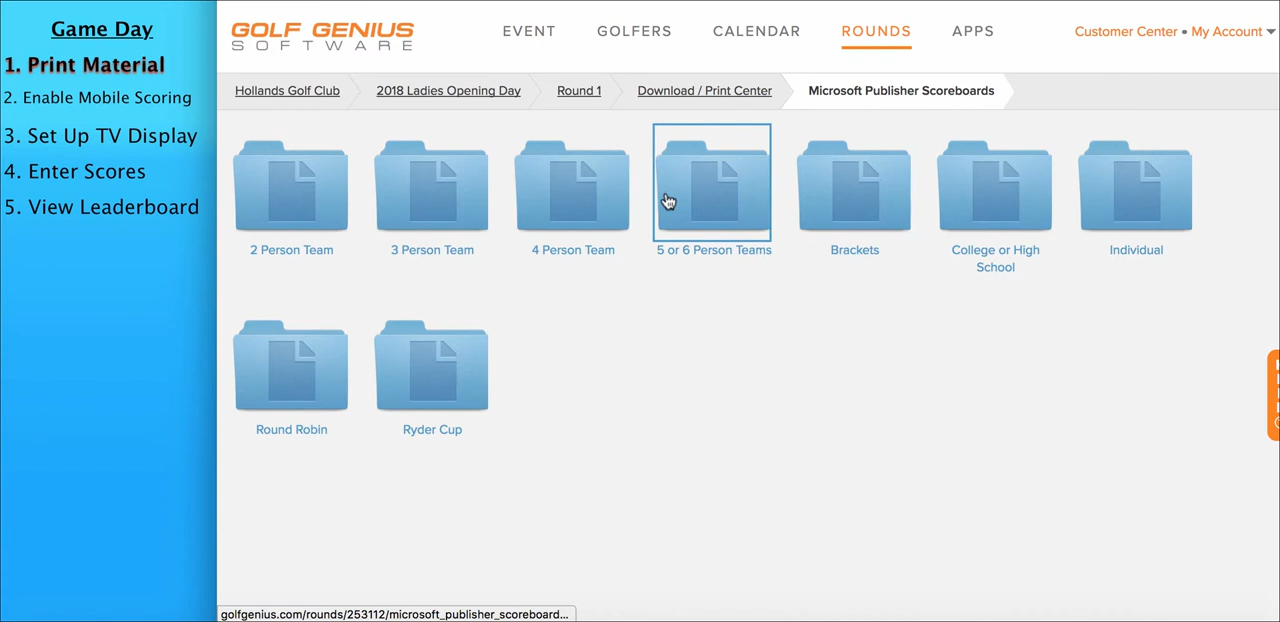 Game Day
1. Print Material
2. Enable Mobile Scoring
3. Set Up TV Display
4. Enter Scores
5. View Leaderboard
GOLF GENIUS
SOFTWARE
EVENT GOLFERS CALENDAR ROUNDS APPS
Customer Center • My Account
Hollands Golf Club 2018 Ladies Opening Day Round 1 Download / Print Center Microsoft Publisher Scoreboards
2 Person Team 3 Person Team 4 Person Team 5 or 6 Person Teams Brackets College or High School Individual
Round Robin Ryder Cup
golfgenius.com/rounds/253112/microsoft_publisher_scoreboard...